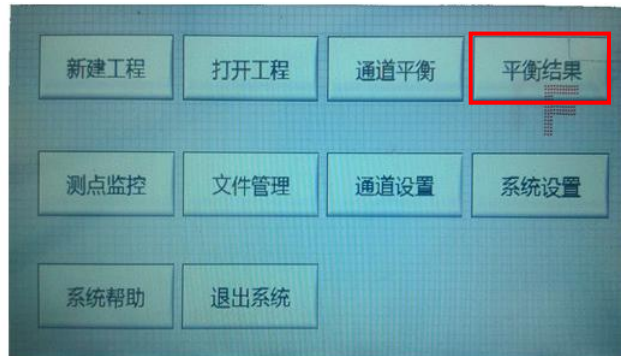 新建工程 打开工程 通道平衡 平衡结果
测点监控 文件管理 通道设置 系统设置
系统帮助 退出系统